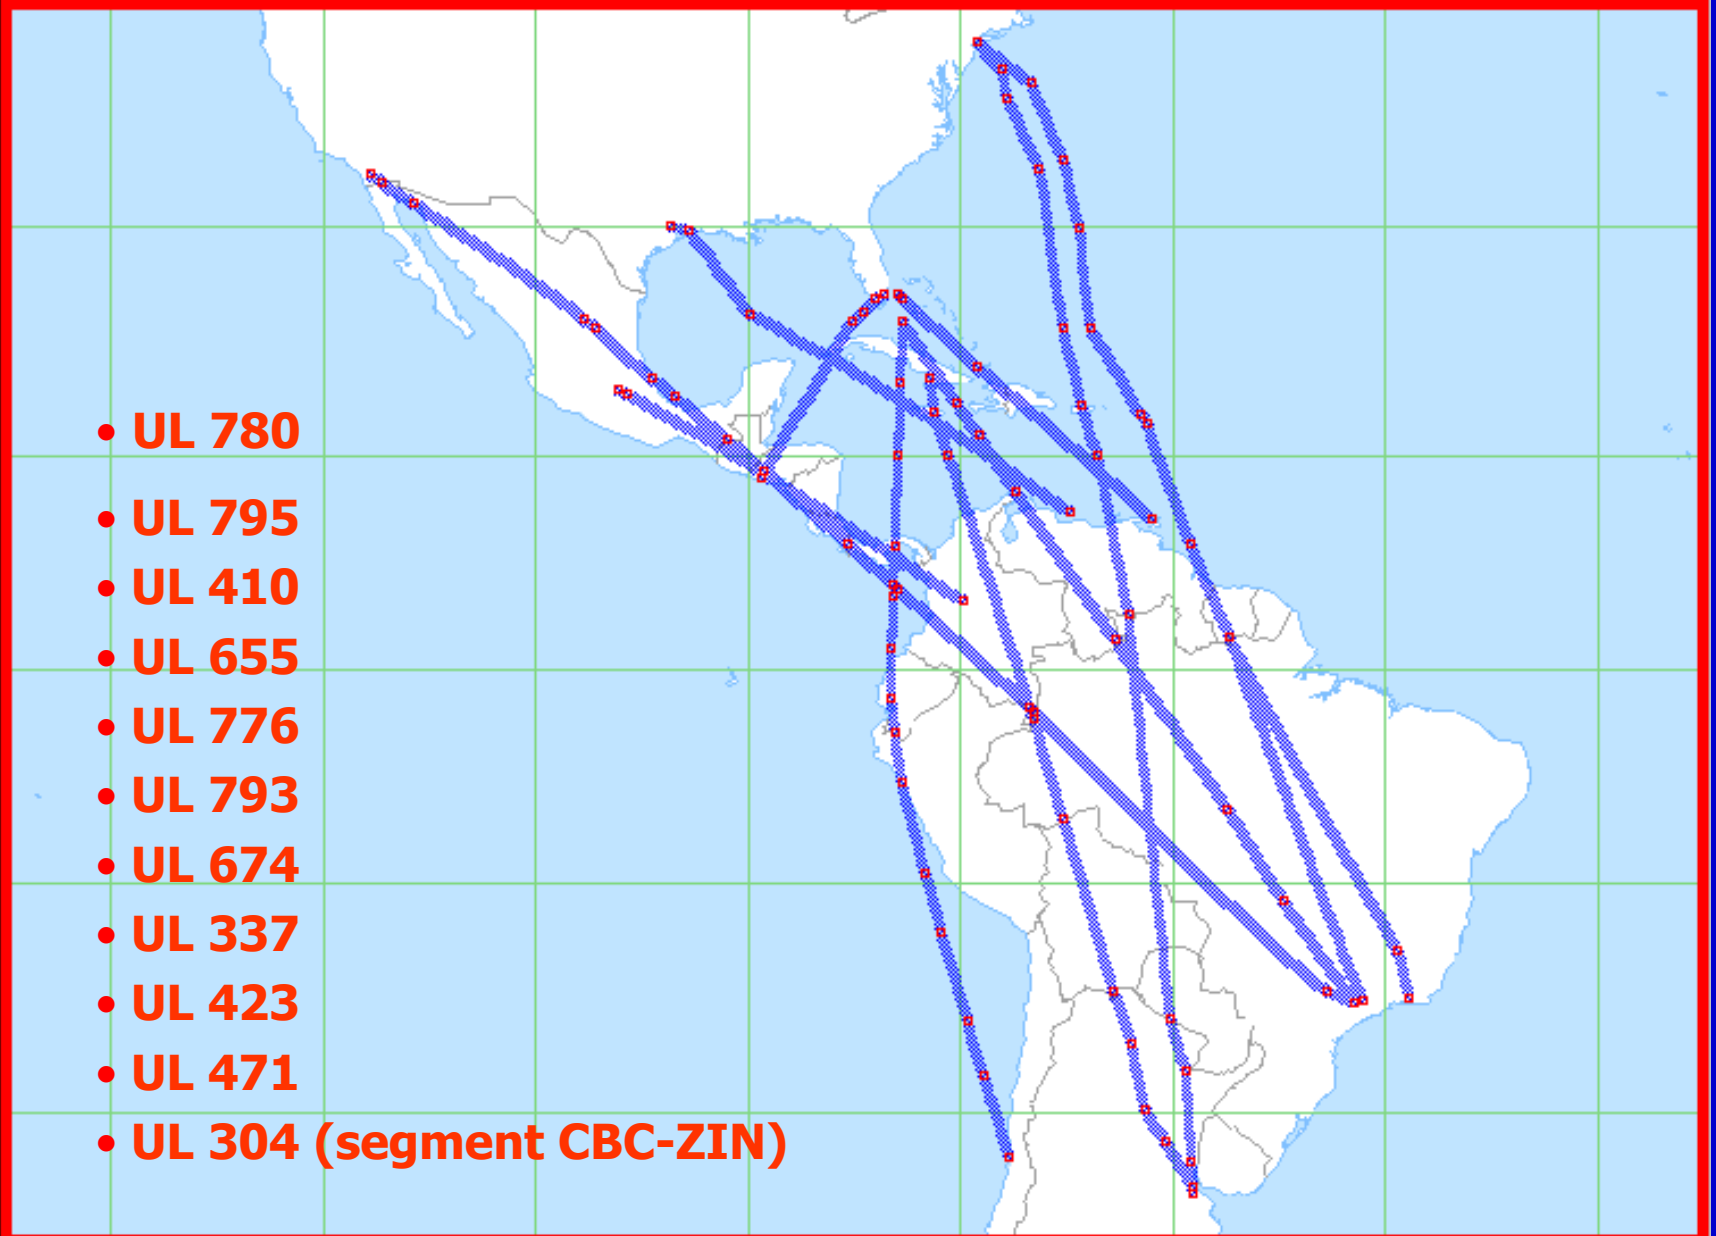 • UL 780
• UL 795
• UL 410
• UL 655
• UL 776
• UL 793
• UL 674
• UL 337
• UL 423
• UL 471
• UL 304 (segment CBC-ZIN)